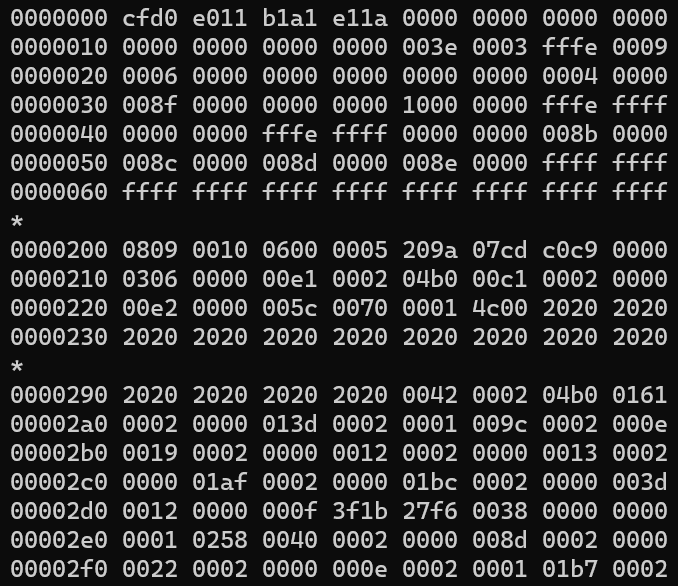 0000000 cfd0 e011 b1a1 e11a 0000 0000 0000 0000
0000010 0000 0000 0000 0000 003e 0003 fffe 0009
0000020 0006 0000 0000 0000 0000 0000 0004 0000
0000030 008f 0000 0000 0000 1000 0000 fffe ffff
0000040 0000 0000 fffe ffff 0000 0000 008b 0000
0000050 008c 0000 008d 0000 008e 0000 ffff ffff
0000060 ffff ffff ffff ffff ffff ffff ffff ffff
*
0000200 0809 0010 0600 0005 209a 07cd c0c9 0000
0000210 0306 0000 00e1 0002 04b0 00c1 0002 0000
0000220 00e2 0000 005c 0070 0001 4c00 2020 2020
0000230 2020 2020 2020 2020 2020 2020 2020 2020
*
0000290 2020 2020 2020 2020 0042 0002 04b0 0161
00002a0 0002 0000 013d 0002 0001 009c 0002 000e
00002b0 0019 0002 0000 0012 0002 0000 0013 0002
00002c0 0000 01af 0002 0000 01bc 0002 0000 003d
00002d0 0012 0000 000f 3f1b 27f6 0038 0000 0000
00002e0 0001 0258 0040 0002 0000 008d 0002 0000
00002f0 0022 0002 0000 000e 0002 0001 01b7 0002